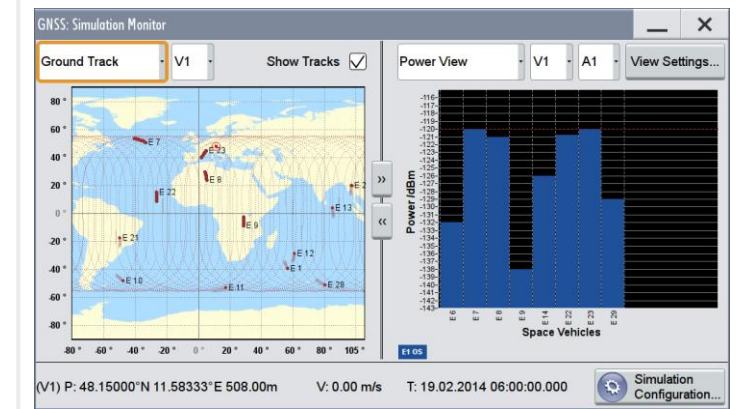 GNSS: Simulation Monitor
Ground Track V1 Show Tracks
Power View V1 A1 View Settings...
80 °
60 °
40 °
20 °
0 °
-20 °
-40 °
-60 °
-80 °
-80 ° -60 ° -40 ° -20 ° 0 ° 20 ° 40 ° 60 ° 80 ° 105 °
E 7
E 23
E 8
E 22
E 2
E 13
E 9
E 21
E 12
E 1
E 10
E 11
E 28
»
«
Power /dBm
-116
-117
-118
-119
-120
-121
-122
-123
-124
-125
-126
-127
-128
-129
-130
-131
-132
-133
-134
-135
-136
-137
-138
-139
-140
-141
-142
-143
E 6 E 7 E 8 E 9 E 14 E 22 E 23 E 29
Space Vehicles
E1 OS
(V1) P: 48.15000°N 11.58333°E 508.00m V: 0.00 m/s T: 19.02.2014 06:00:00.000
Simulation
Configuration...